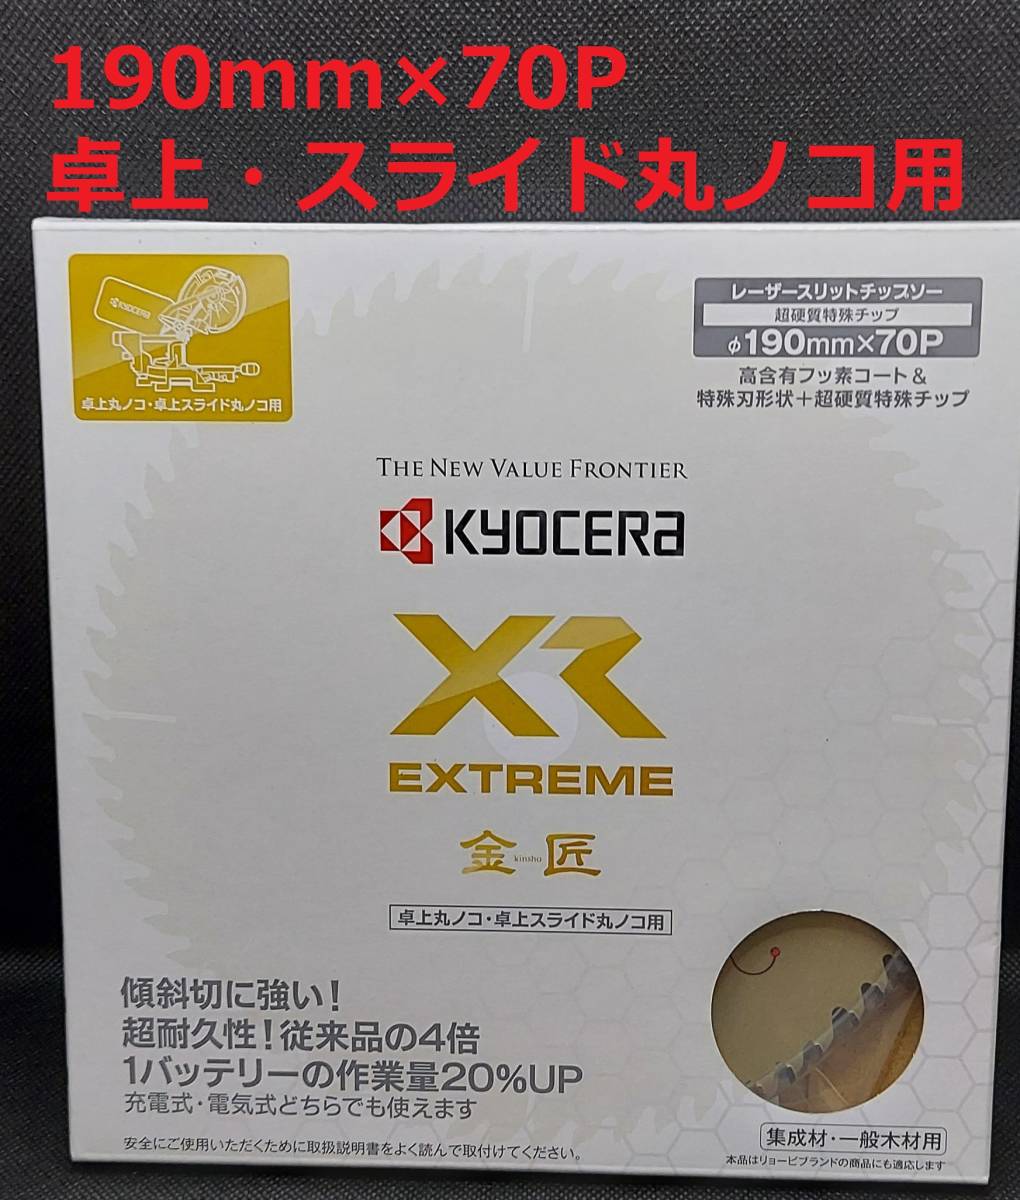 190mm×70P
卓上・スライド丸ノコ用
KYOCERA
卓上丸ノコ・卓上スライド丸ノコ用
レーザースリットチップソー
超硬質特殊チップ
φ190mm×70P
高含有フッ素コート&
特殊刃形状+超硬質特殊チップ
THE NEW VALUE FRONTIER
KYOCERA
XR
EXTREME
金匠
kinsho
卓上丸ノコ・卓上スライド丸ノコ用
傾斜切に強い!
超耐久性!従来品の4倍
1バッテリーの作業量20%UP
充電式・電気式どちらでも使えます
安全にご使用いただくために取扱説明書をよく読んで取付けてください。
集成材・一般木材用
本品はリョービブランドの商品にも適応します